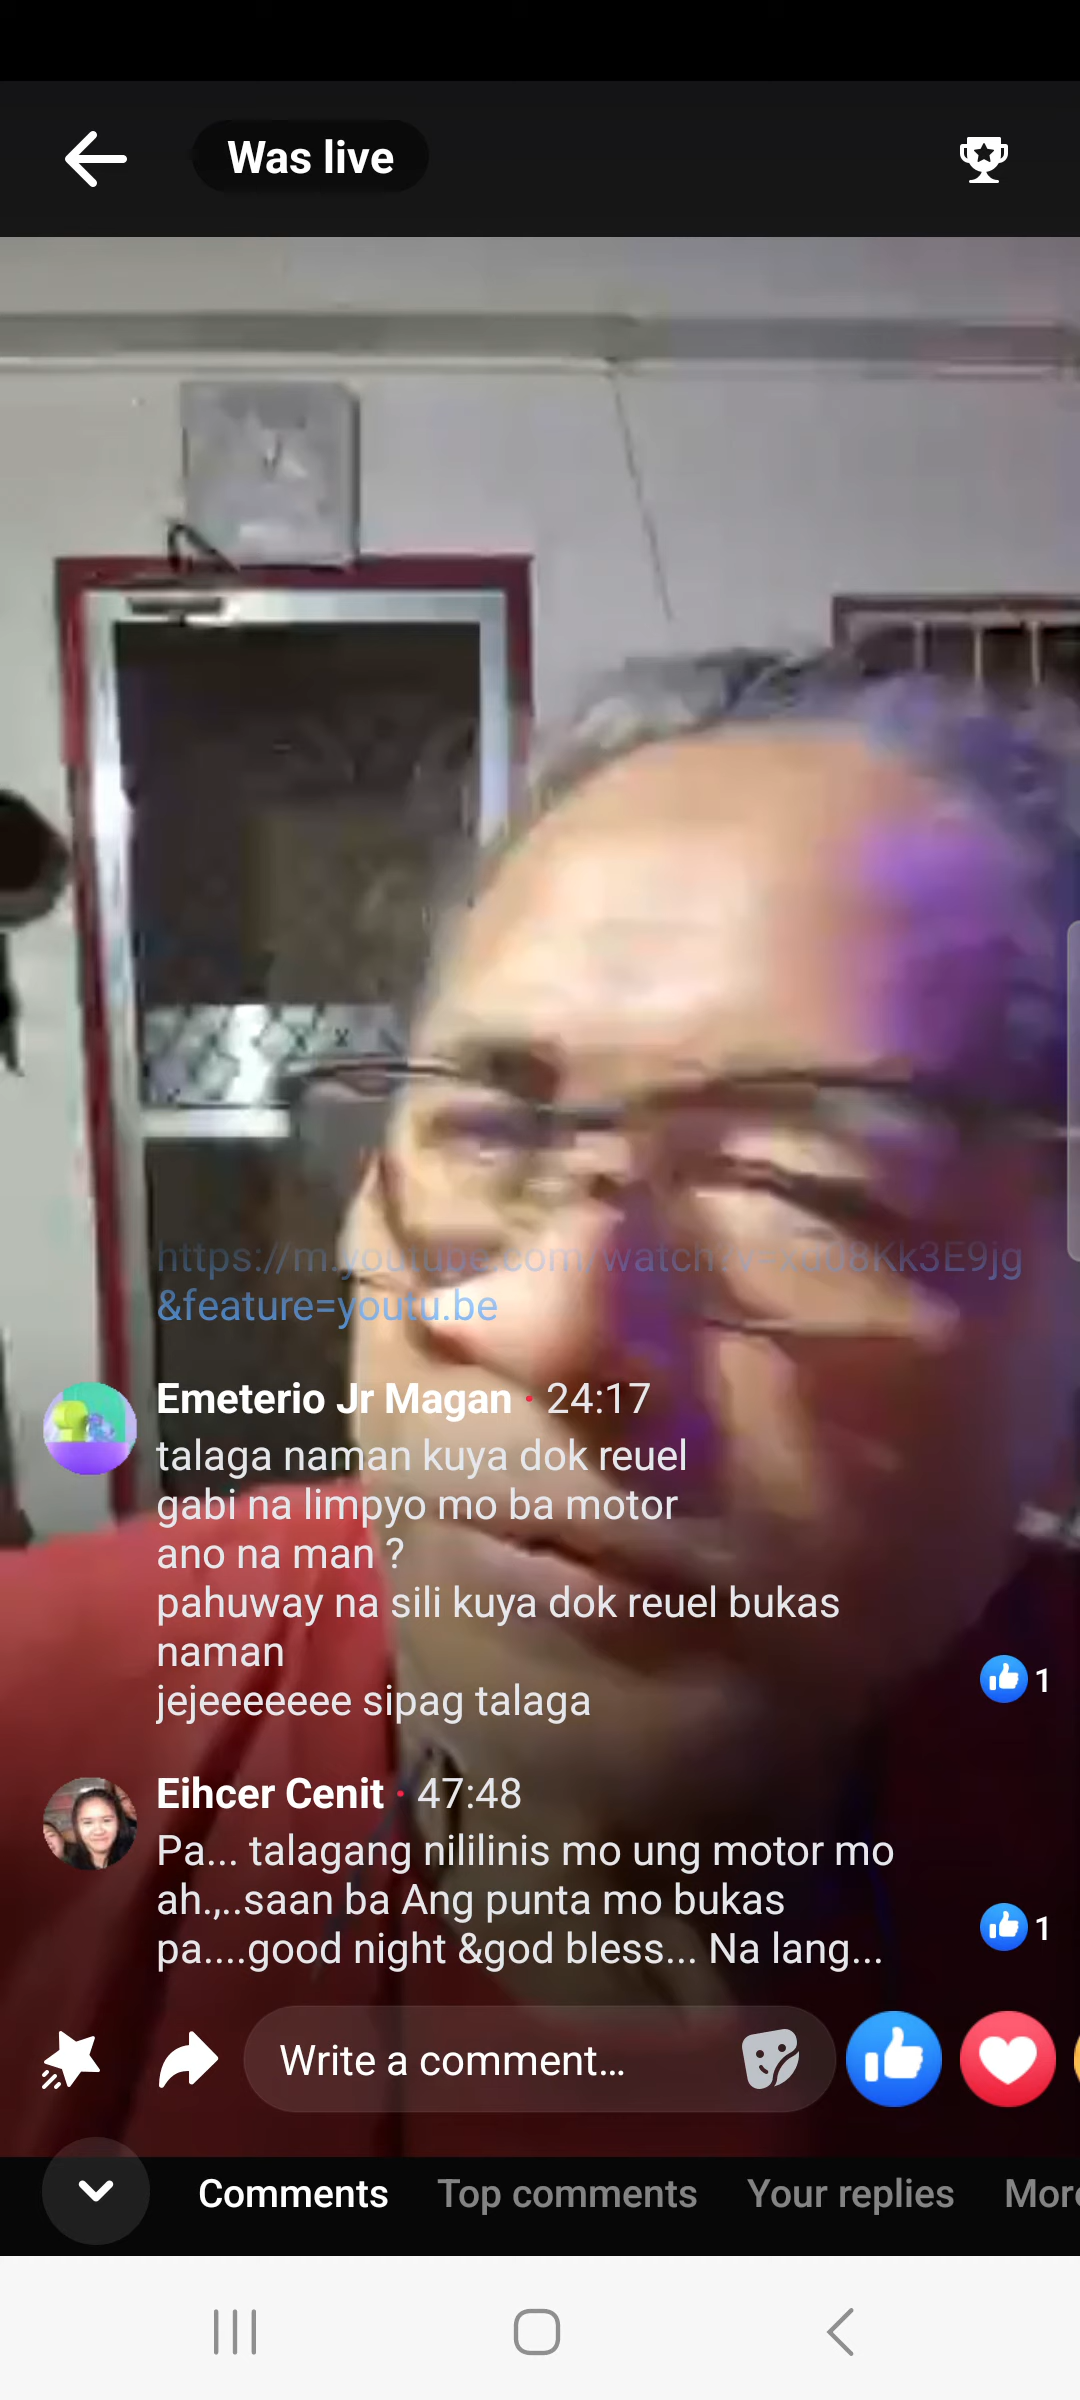 Was live
https://m.youtube.com/watch?v=
&feature=youtu.be
Emeterio Jr Magan · 24:17
talaga naman kuya dok reuel
gabi na limpyo mo ba motor
ano na man ?
pahuway na sili kuya dok reuel bukas
naman
jejeeeeeee sipag talaga
1
Eihcer Cenit · 47:48
Pa... talagang nililinis mo ung motor mo
ah.,..saan ba Ang punta mo bukas
pa....good night &god bless... Na lang...
1
Write a comment...
Comments Top comments Your replies